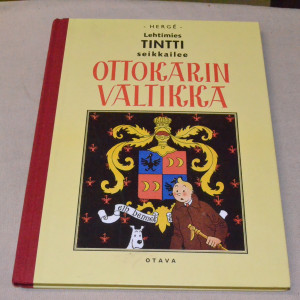 - HERGÉ -
Lehtimies
TINTTI
seikkailee
OTTOKARIN
VALTIKKA
eih bennek
OTAVA